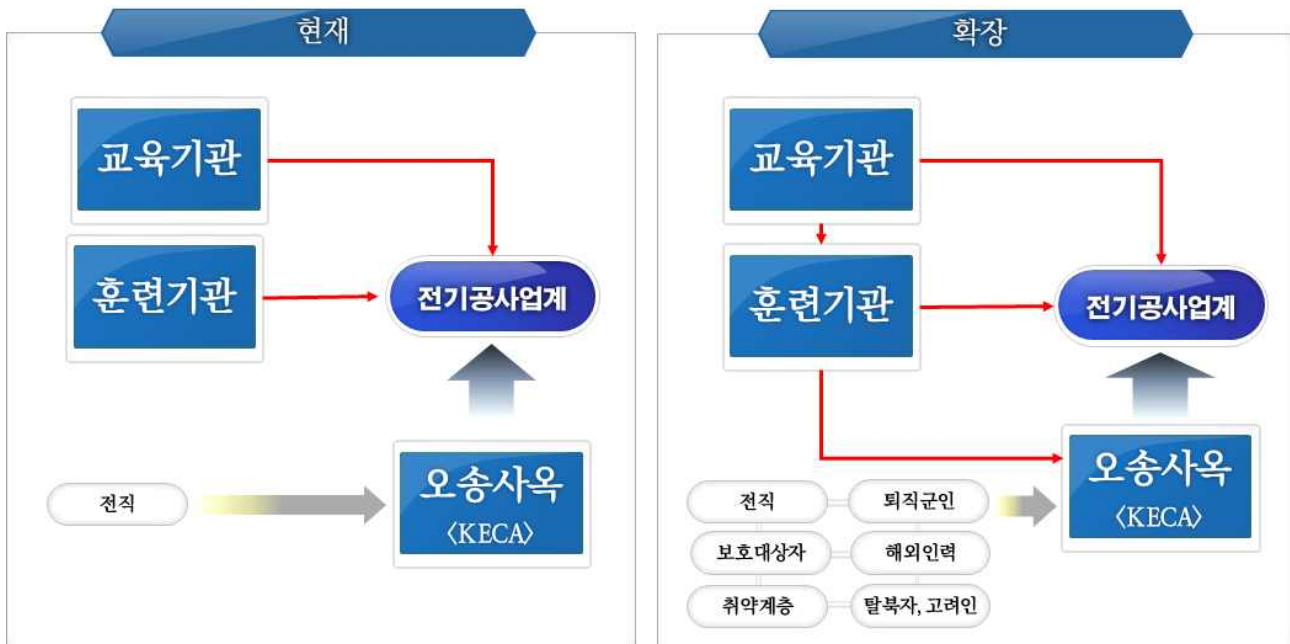 현재
교육기관
훈련기관
전기공사업계
전직
오송사옥
〈KECA〉
확장
교육기관
훈련기관
전기공사업계
오송사옥
〈KECA〉
전직
퇴직군인
보호대상자
해외인력
취약계층
탈북자, 고려인